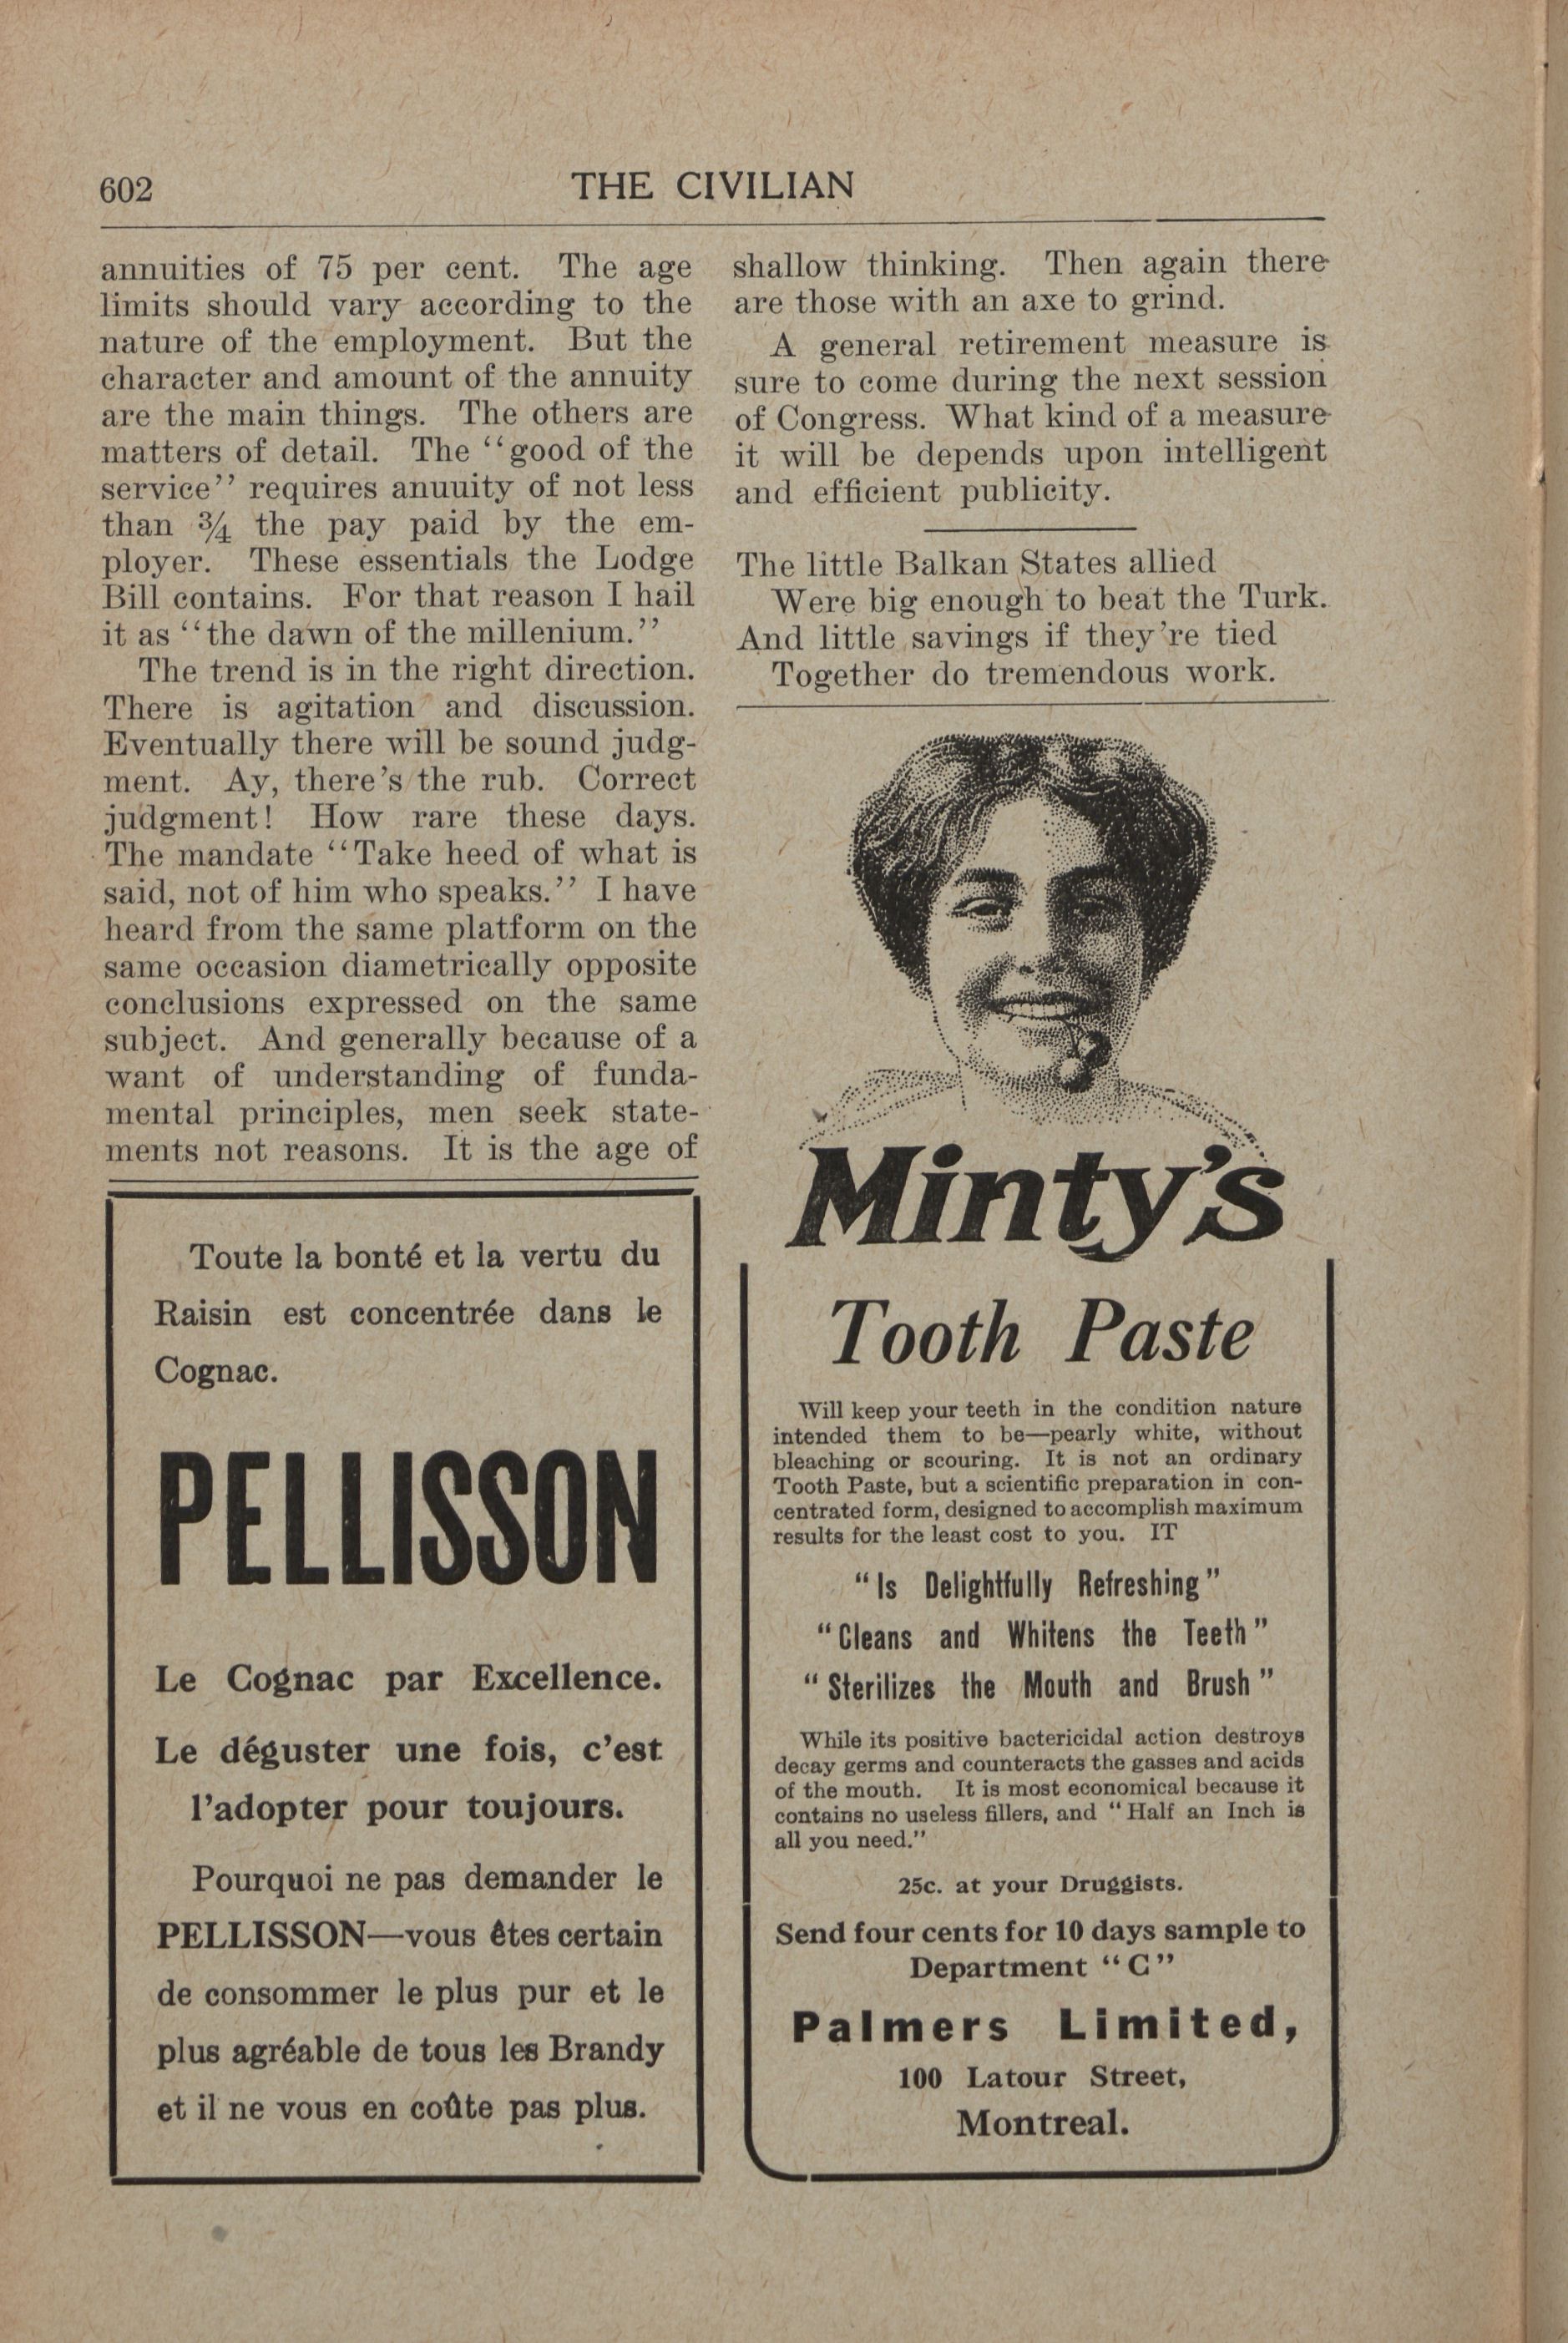 602
THE CIVILIAN
annuities of 75 per cent. The age
limits should vary according to the
nature of the employment. But the
character and amount of the annuity
are the main things. The others are
matters of detail. The “good of the
service” requires anuuity of not less
than ¾ the pay paid by the em-
ployer. These essentials the Lodge
Bill contains. For that reason I hail
it as “the dawn of the millenium.”
The trend is in the right direction.
There is agitation and discussion.
Eventually there will be sound judg-
ment. Ay, there’s the rub. Correct
judgment! How rare these days.
The mandate “Take heed of what is
said, not of him who speaks.” I have
heard from the same platform on the
same occasion diametrically opposite
conclusions expressed on the same
subject. And generally because of a
want of understanding of funda-
mental principles, men seek state-
ments not reasons. It is the age of
shallow thinking. Then again there
are those with an axe to grind.
A general retirement measure is
sure to come during the next session
of Congress. What kind of a measure
it will be depends upon intelligent
and efficient publicity.
The little Balkan States allied
Were big enough to beat the Turk.
And little savings if they’re tied
Together do tremendous work.
Toute la bonté et la vertu du
Raisin est concentrée dans le
Cognac.
PELLISSON
Le Cognac par Excellence.
Le déguster une fois, c’est
l’adopter pour toujours.
Pourquoi ne pas demander le
PELLISSON—vous êtes certain
de consommer le plus pur et le
plus agréable de tous les Brandy
et il ne vous en coûte pas plus.
Minty’s
Tooth Paste
Will keep your teeth in the condition nature
intended them to be—pearly white, without
bleaching or scouring. It is not an ordinary
Tooth Paste, but a scientific preparation in con-
centrated form, designed to accomplish maximum
results for the least cost to you. IT
“Is Delightfully Refreshing”
“Cleans and Whitens the Teeth”
“Sterilizes the Mouth and Brush”
While its positive bactericidal action destroys
decay germs and counteracts the gasses and acids
of the mouth. It is most economical because it
contains no useless fillers, and “Half an Inch is
all you need.”
25c. at your Druggists.
Send four cents for 10 days sample to
Department “C”
Palmers Limited,
100 Latour Street,
Montreal.